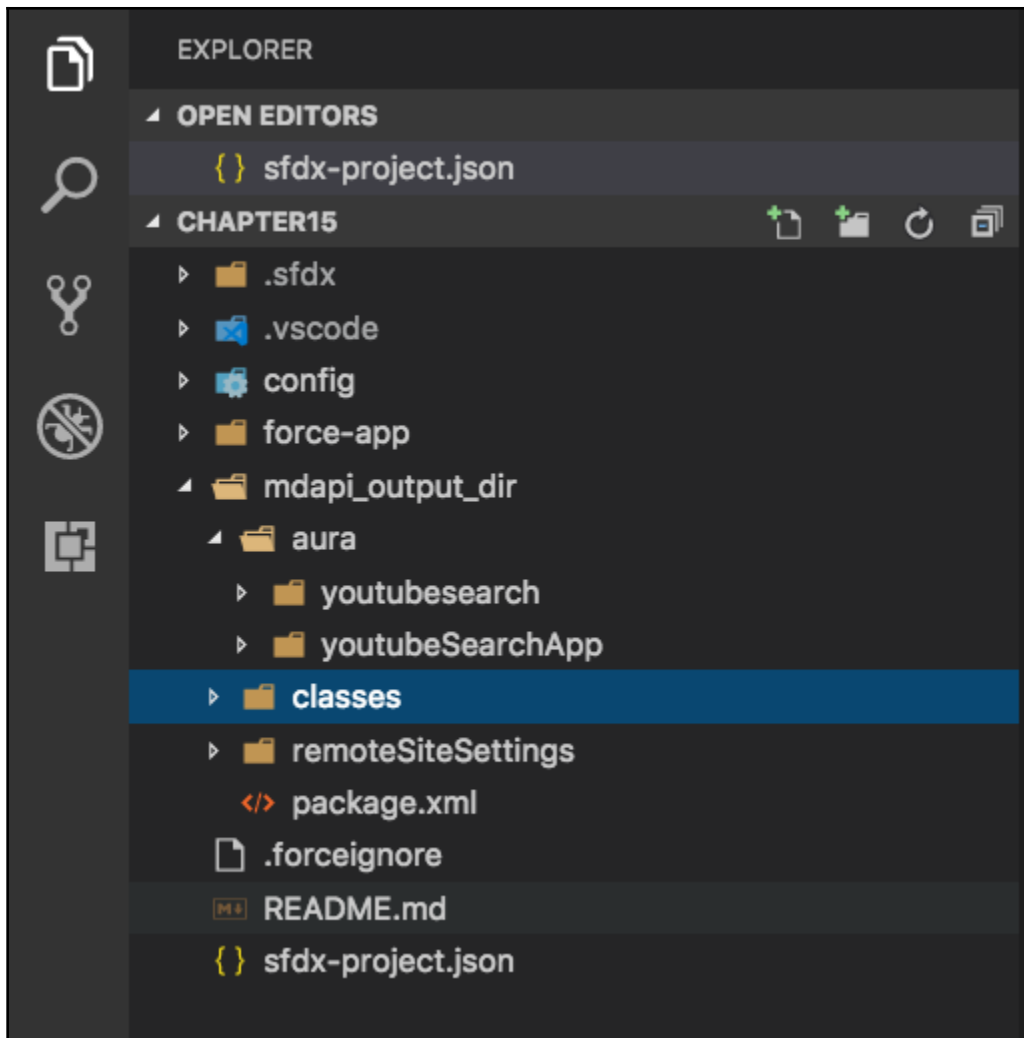 EXPLORER
OPEN EDITORS
{ } sfdx-project.json
CHAPTER15
.sfdx
.vscode
config
force-app
mdapi_output_dir
aura
youtubesearch
youtubeSearchApp
classes
remoteSiteSettings
</> package.xml
.forceignore
M↓ README.md
{ } sfdx-project.json